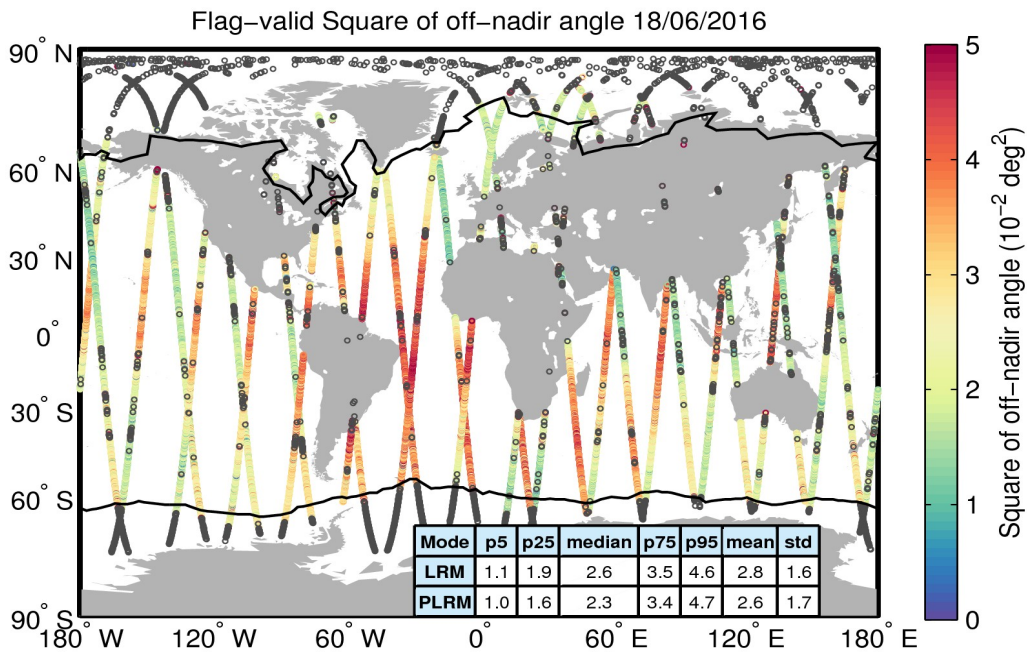 Flag−valid Square of off−nadir angle 18/06/2016
90° N
60° N
30° N
0°
30° S
60° S
90° S
180° W
120° W
60° W
0°
60° E
120° E
180° E
Mode p5 p25 median p75 p95 mean std
LRM 1.1 1.9 2.6 3.5 4.6 2.8 1.6
PLRM 1.0 1.6 2.3 3.4 4.7 2.6 1.7
5
4
3
2
1
0
Square of off−nadir angle (10⁻² deg²)